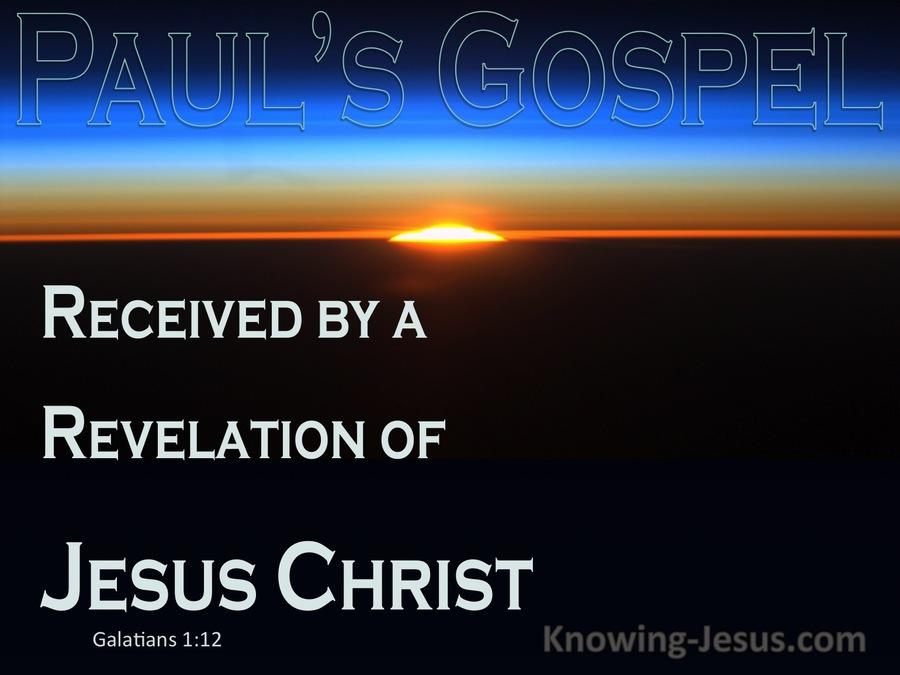 Paul's Gospel
Received by a
Revelation of
Jesus Christ
Galatians 1:12
Knowing-Jesus.com